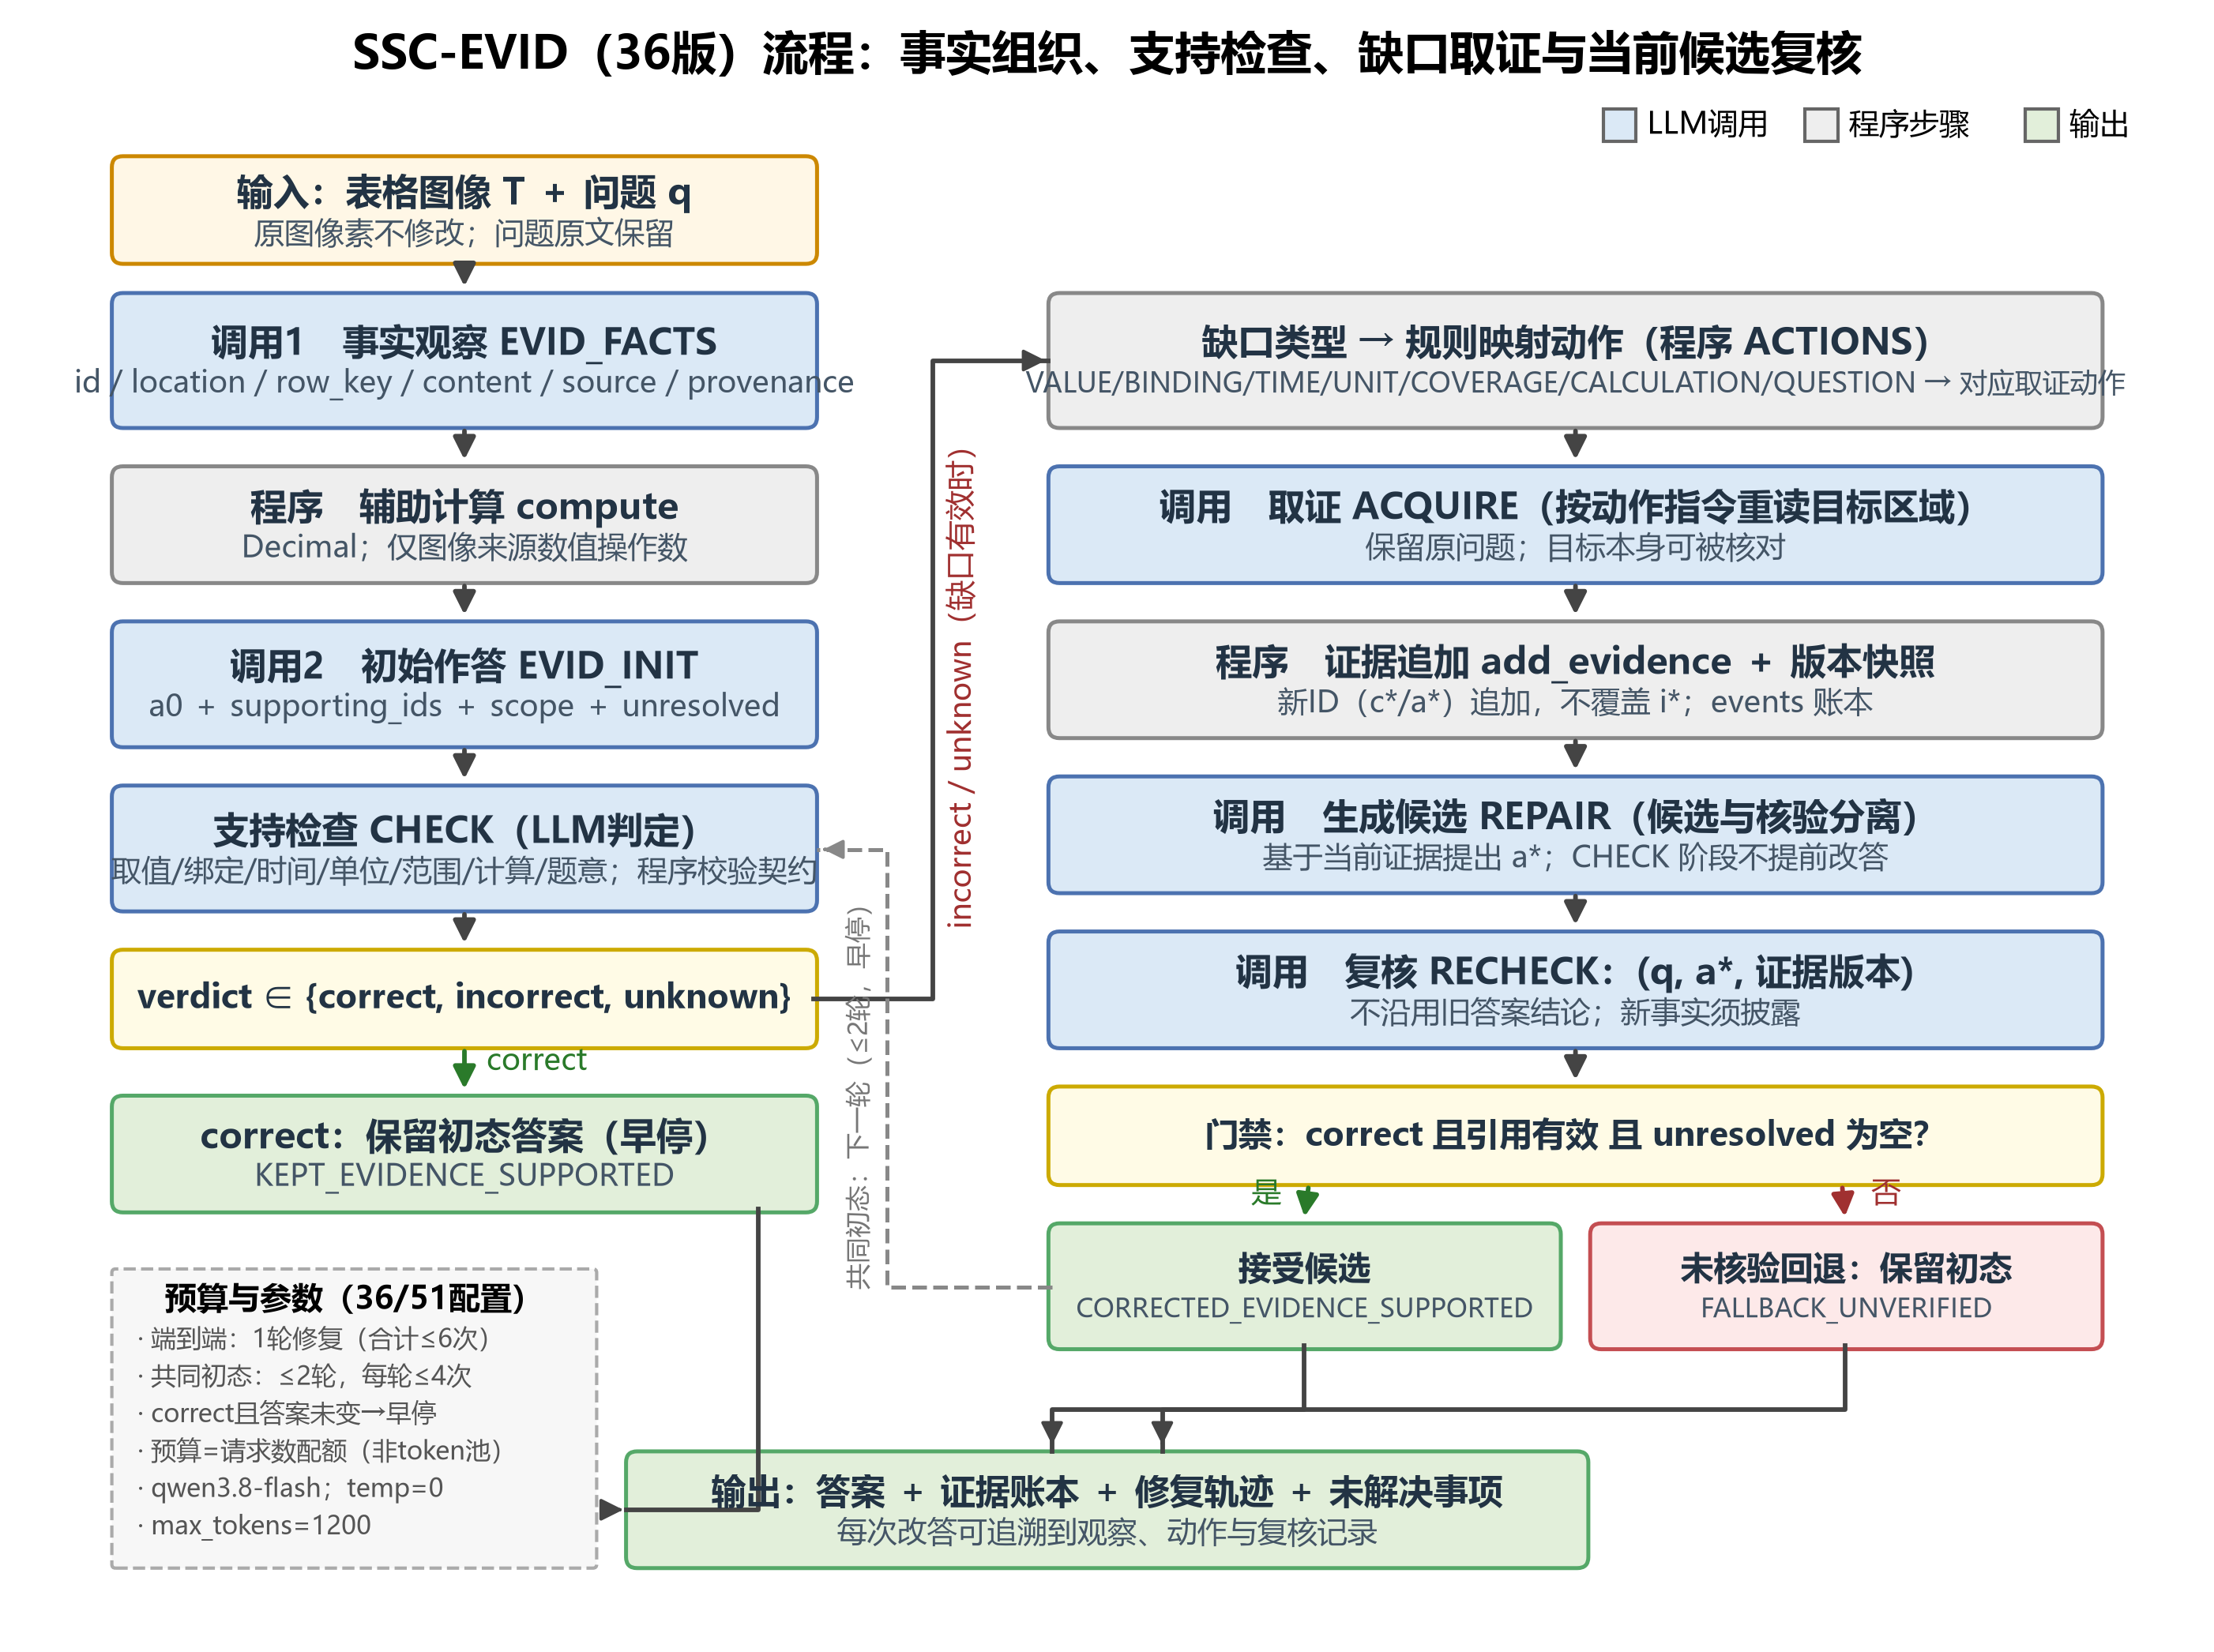 SSC-EVID（36版）流程：事实组织、支持检查、缺口取证与当前候选复核
LLM调用
程序步骤
输出
输入：表格图像 T + 问题 q
原图像素不修改；问题原文保留
调用1 事实观察 EVID_FACTS
id / location / row_key / content / source / provenance
程序 辅助计算 compute
Decimal；仅图像来源数值操作数
调用2 初始作答 EVID_INIT
a0 + supporting_ids + scope + unresolved
支持检查 CHECK（LLM判定）
取值/绑定/时间/单位/范围/计算/题意；程序校验契约
verdict ∈ {correct, incorrect, unknown}
correct
correct：保留初态答案（早停）
KEPT_EVIDENCE_SUPPORTED
incorrect / unknown（缺口有效时）
共同初态：下一轮（≤2轮，早停）
缺口类型 → 规则映射动作（程序 ACTIONS）
VALUE/BINDING/TIME/UNIT/COVERAGE/CALCULATION/QUESTION → 对应取证动作
调用 取证 ACQUIRE（按动作指令重读目标区域）
保留原问题；目标本身可被核对
程序 证据追加 add_evidence + 版本快照
新ID（c*/a*）追加，不覆盖 i*；events 账本
调用 生成候选 REPAIR（候选与核验分离）
基于当前证据提出 a*；CHECK 阶段不提前改答
调用 复核 RECHECK：(q, a*, 证据版本)
不沿用旧答案结论；新事实须披露
门禁：correct 且引用有效 且 unresolved 为空？
是
否
接受候选
CORRECTED_EVIDENCE_SUPPORTED
未核验回退：保留初态
FALLBACK_UNVERIFIED
预算与参数（36/51配置）
· 端到端：1轮修复（合计≤6次）
· 共同初态：≤2轮，每轮≤4次
· correct且答案未变→早停
· 预算=请求数配额（非token池）
· qwen3.8-flash；temp=0
· max_tokens=1200
输出：答案 + 证据账本 + 修复轨迹 + 未解决事项
每次改答可追溯到观察、动作与复核记录